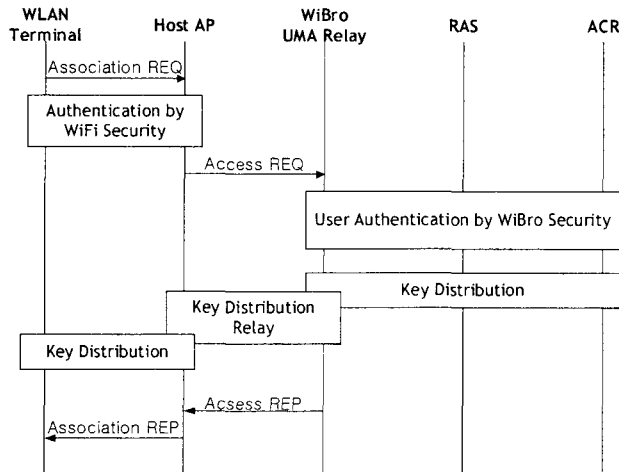 WLAN Terminal
Host AP
WiBro UMA Relay
RAS
ACR
Association REQ
Authentication by
WiFi Security
Access REQ
User Authentication by WiBro Security
Key Distribution
Key Distribution
Relay
Key Distribution
Acsess REP
Association REP